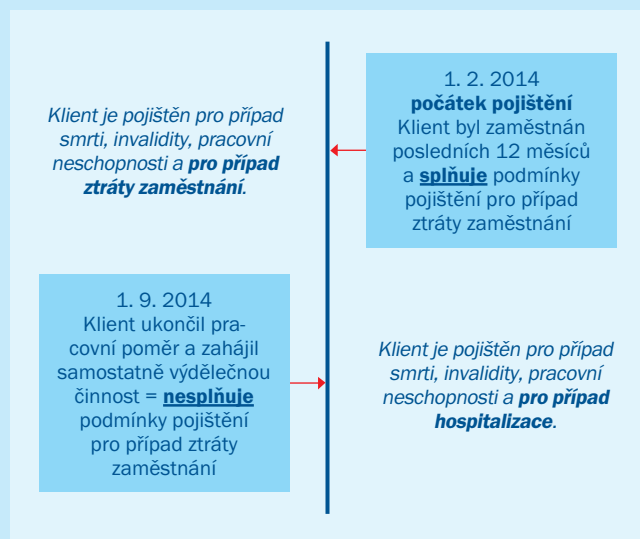 Klient je pojištěn pro případ
smrti, invalidity, pracovní
neschopnosti a pro případ
ztráty zaměstnání.
1. 2. 2014
počátek pojištění
Klient byl zaměstnán
posledních 12 měsíců
a splňuje podmínky
pojištění pro případ
ztráty zaměstnání
1. 9. 2014
Klient ukončil pra-
covní poměr a zahájil
samostatně výdělečnou
činnost = nesplňuje
podmínky pojištění
pro případ ztráty
zaměstnání
Klient je pojištěn pro případ
smrti, invalidity, pracovní
neschopnosti a pro případ
hospitalizace.